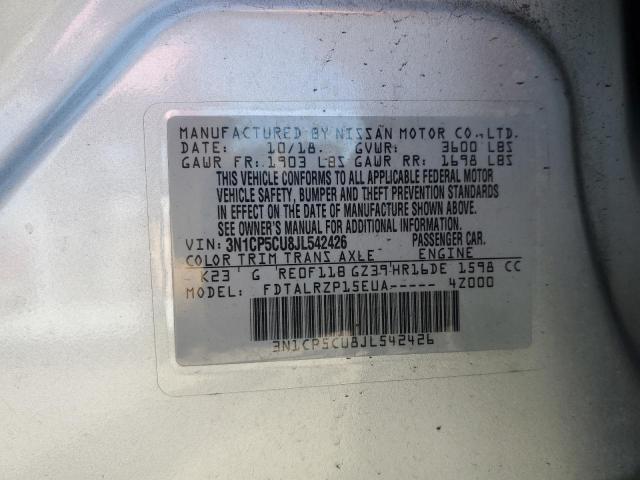 MANUFACTURED BY NISSAN MOTOR CO.,LTD.
DATE: 10/18. GVWR: 3600 LBS
GAWR FR: 1903 LBS GAWR RR: 1698 LBS
THIS VEHICLE CONFORMS TO ALL APPLICABLE FEDERAL MOTOR
VEHICLE SAFETY, BUMPER AND THEFT PREVENTION STANDARDS
IN EFFECT ON THE DATE OF MANUFACTURE SHOWN ABOVE.
SEE OWNER'S MANUAL FOR ADDITIONAL INFORMATION.
VIN: 3N1CP5CU8JL542426 PASSENGER CAR.
COLOR TRIM TRANS AXLE ENGINE
K23 G RE0F11B GZ39 HR16DE 1598 CC
MODEL: FDTALRZP15EUA----- 4Z000
3N1CP5CU8JL542426